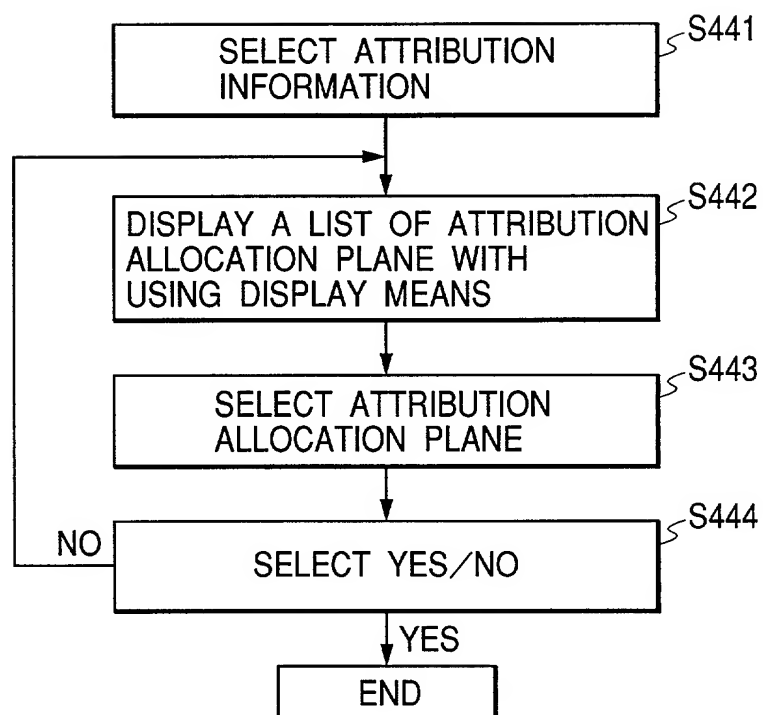 S441
SELECT ATTRIBUTION
INFORMATION
S442
DISPLAY A LIST OF ATTRIBUTION
ALLOCATION PLANE WITH
USING DISPLAY MEANS
S443
SELECT ATTRIBUTION
ALLOCATION PLANE
S444
NO
SELECT YES/NO
YES
END